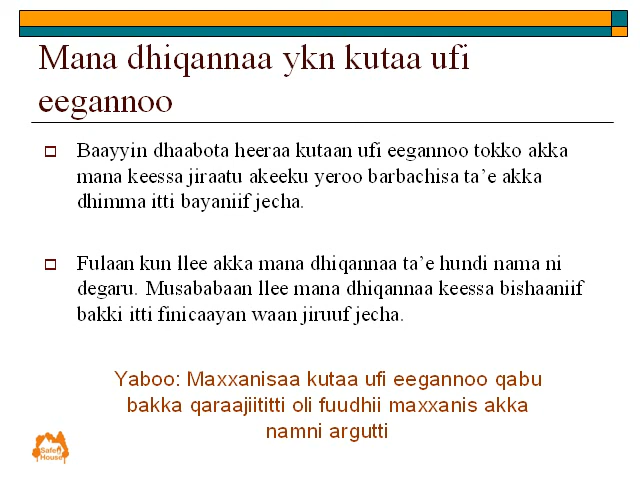 Mana dhiqannaa ykn kutaa ufi
eegannoo
Baayyin dhaabota heeraa kutaan ufi eegannoo tokko akka
mana keessa jiraatu akeeku yeroo barbachisa ta’e akka
dhimma itti bayaniif jecha.
Fulaan kun llee akka mana dhiqannaa ta’e hundi nama ni
degaru. Musababaan llee mana dhiqannaa keessa bishaaniif
bakki itti finicaayan waan jiruuf jecha.
Yaboo: Maxxanisaa kutaa ufi eegannoo qabu
bakka qaraajiititti oli fuudhii maxxanis akka
namni argutti
Safe
House